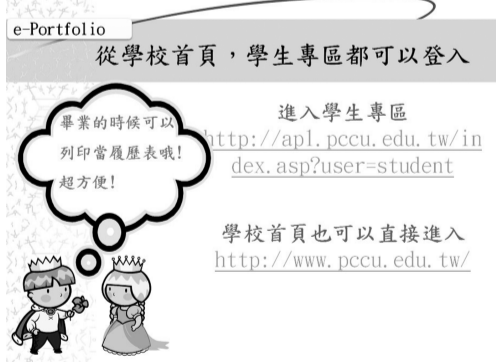 e-Portfolio
從學校首頁，學生專區都可以登入
畢業的時候可以
列印當履歷表哦!
超方便!
進入學生專區
http://ap1.pccu.edu.tw/in
dex.asp?user=student
學校首頁也可以直接進入
http://www.pccu.edu.tw/